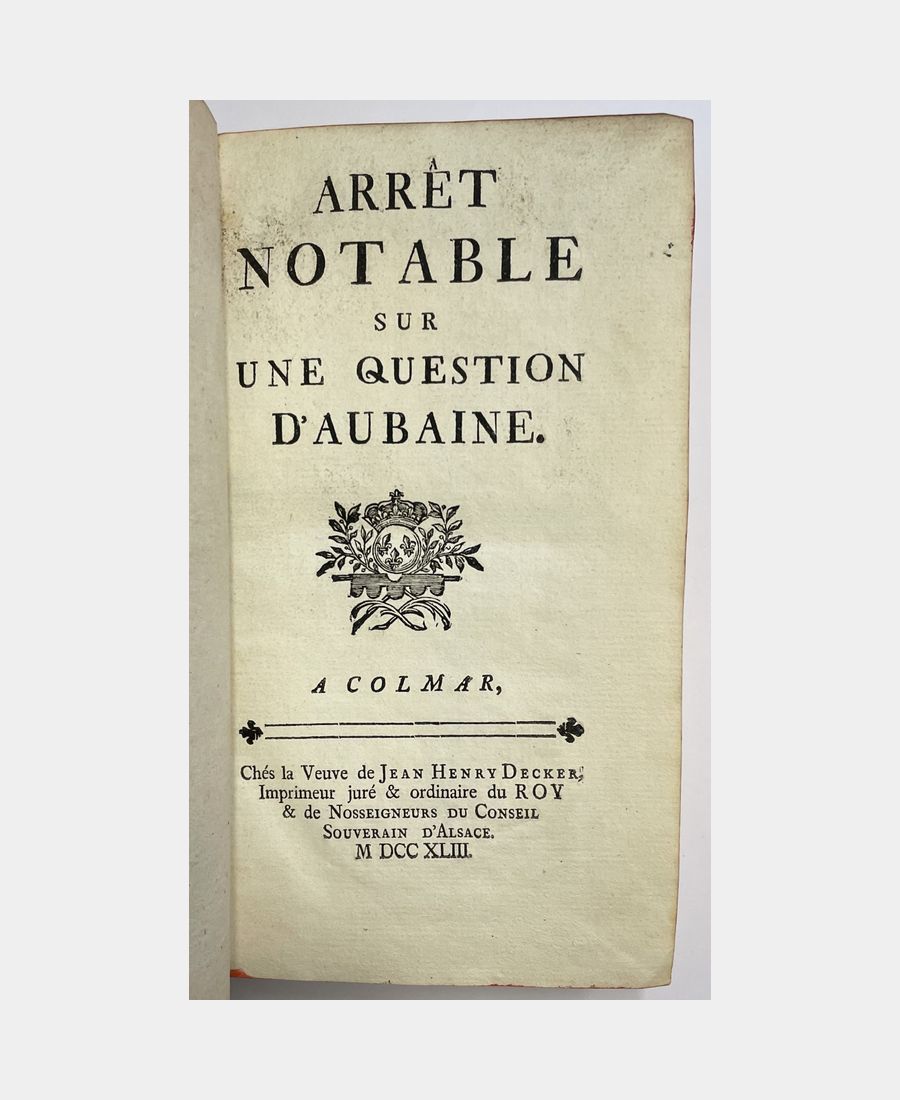 ARRÊT
NOTABLE
SUR
UNE QUESTION
D'AUBAINE.
A COLMAR,
Chés la Veuve de JEAN HENRY DECKER,
Imprimeur juré & ordinaire du ROY
& de NOSSEIGNEURS DU CONSEIL
SOUVERAIN D'ALSACE.
M DCC XLIII.